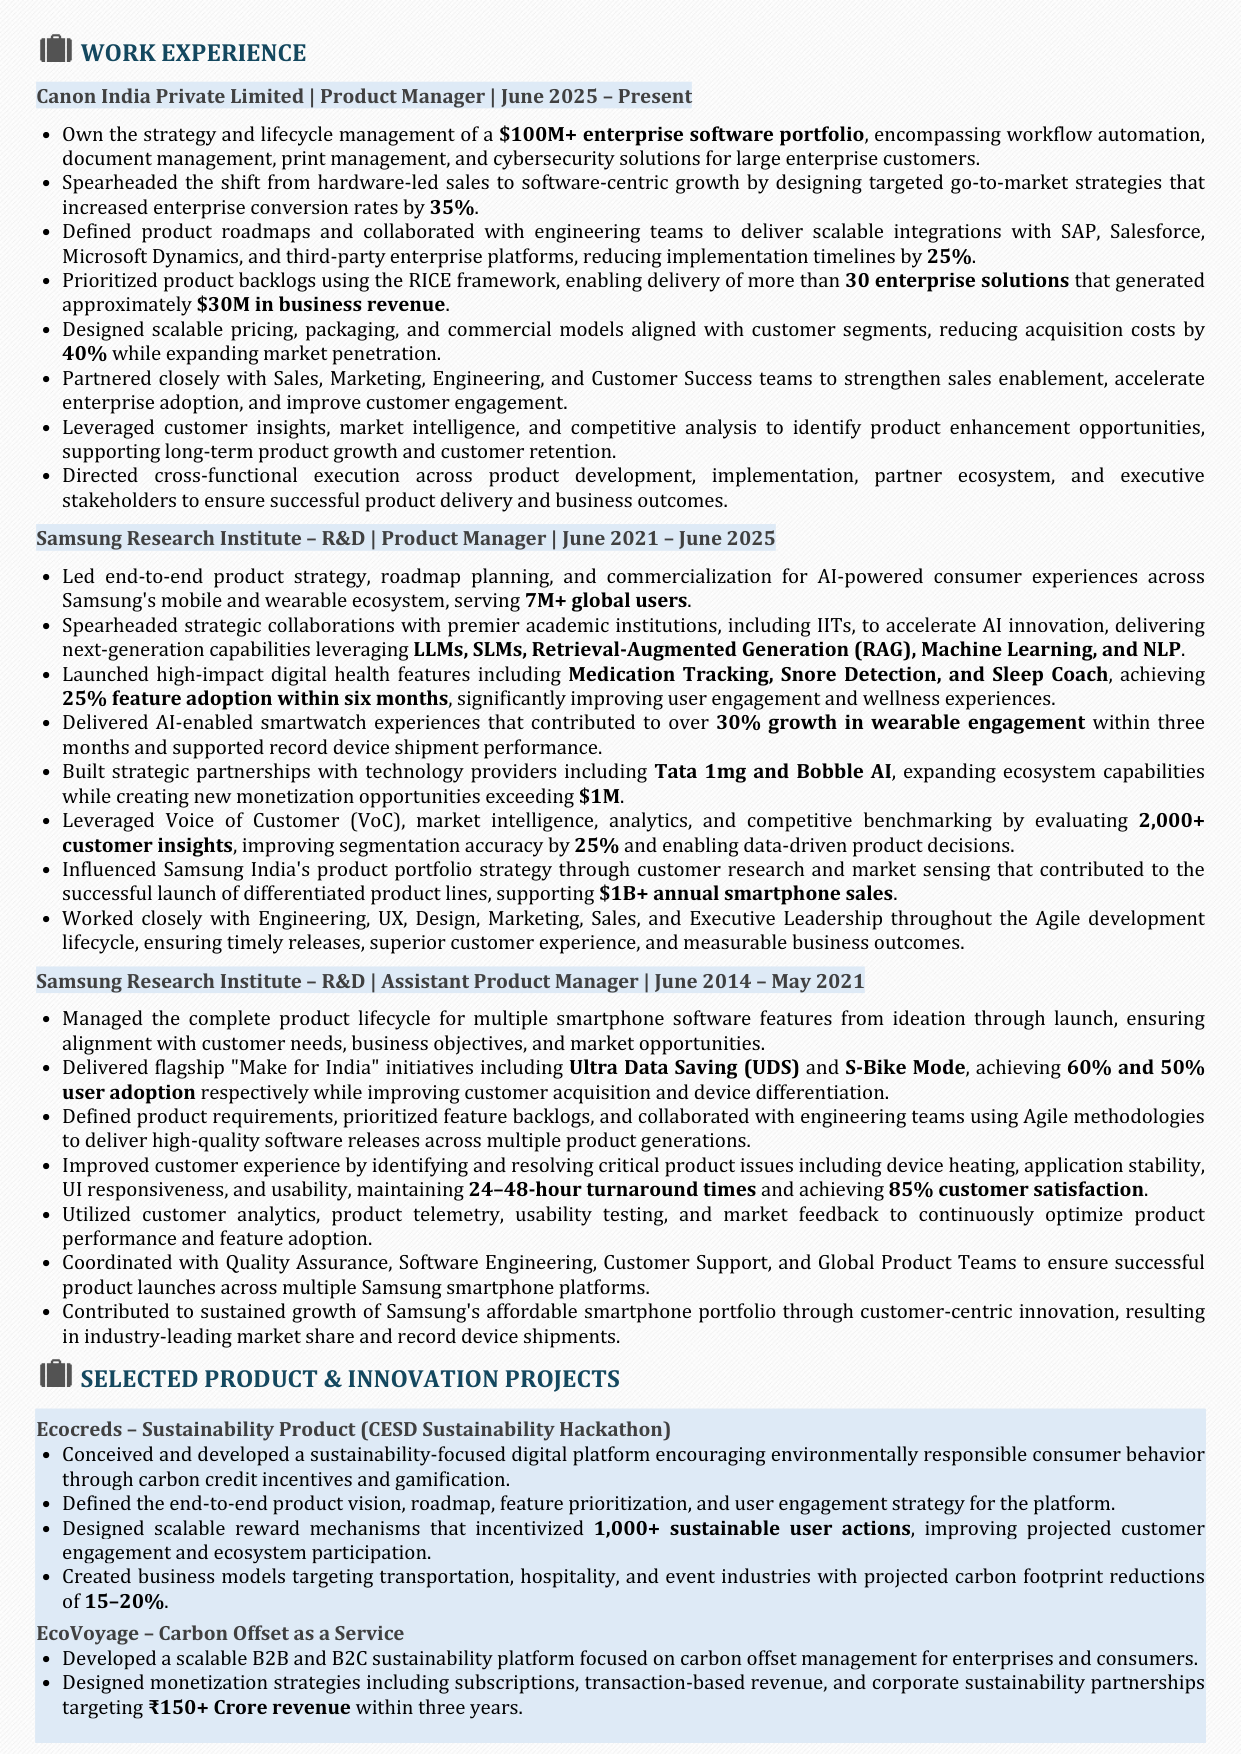 WORK EXPERIENCE
Canon India Private Limited | Product Manager | June 2025 – Present
• Own the strategy and lifecycle management of a $100M+ enterprise software portfolio, encompassing workflow automation,
document management, print management, and cybersecurity solutions for large enterprise customers.
• Spearheaded the shift from hardware-led sales to software-centric growth by designing targeted go-to-market strategies that
increased enterprise conversion rates by 35%.
• Defined product roadmaps and collaborated with engineering teams to deliver scalable integrations with SAP, Salesforce,
Microsoft Dynamics, and third-party enterprise platforms, reducing implementation timelines by 25%.
• Prioritized product backlogs using the RICE framework, enabling delivery of more than 30 enterprise solutions that generated
approximately $30M in business revenue.
• Designed scalable pricing, packaging, and commercial models aligned with customer segments, reducing acquisition costs by
40% while expanding market penetration.
• Partnered closely with Sales, Marketing, Engineering, and Customer Success teams to strengthen sales enablement, accelerate
enterprise adoption, and improve customer engagement.
• Leveraged customer insights, market intelligence, and competitive analysis to identify product enhancement opportunities,
supporting long-term product growth and customer retention.
• Directed cross-functional execution across product development, implementation, partner ecosystem, and executive
stakeholders to ensure successful product delivery and business outcomes.
Samsung Research Institute – R&D | Product Manager | June 2021 – June 2025
• Led end-to-end product strategy, roadmap planning, and commercialization for AI-powered consumer experiences across
Samsung's mobile and wearable ecosystem, serving 7M+ global users.
• Spearheaded strategic collaborations with premier academic institutions, including IITs, to accelerate AI innovation, delivering
next-generation capabilities leveraging LLMs, SLMs, Retrieval-Augmented Generation (RAG), Machine Learning, and NLP.
• Launched high-impact digital health features including Medication Tracking, Snore Detection, and Sleep Coach, achieving
25% feature adoption within six months, significantly improving user engagement and wellness experiences.
• Delivered AI-enabled smartwatch experiences that contributed to over 30% growth in wearable engagement within three
months and supported record device shipment performance.
• Built strategic partnerships with technology providers including Tata 1mg and Bobble AI, expanding ecosystem capabilities
while creating new monetization opportunities exceeding $1M.
• Leveraged Voice of Customer (VoC), market intelligence, analytics, and competitive benchmarking by evaluating 2,000+
customer insights, improving segmentation accuracy by 25% and enabling data-driven product decisions.
• Influenced Samsung India's product portfolio strategy through customer research and market sensing that contributed to the
successful launch of differentiated product lines, supporting $1B+ annual smartphone sales.
• Worked closely with Engineering, UX, Design, Marketing, Sales, and Executive Leadership throughout the Agile development
lifecycle, ensuring timely releases, superior customer experience, and measurable business outcomes.
Samsung Research Institute – R&D | Assistant Product Manager | June 2014 – May 2021
• Managed the complete product lifecycle for multiple smartphone software features from ideation through launch, ensuring
alignment with customer needs, business objectives, and market opportunities.
• Delivered flagship "Make for India" initiatives including Ultra Data Saving (UDS) and S-Bike Mode, achieving 60% and 50%
user adoption respectively while improving customer acquisition and device differentiation.
• Defined product requirements, prioritized feature backlogs, and collaborated with engineering teams using Agile methodologies
to deliver high-quality software releases across multiple product generations.
• Improved customer experience by identifying and resolving critical product issues including device heating, application stability,
UI responsiveness, and usability, maintaining 24–48-hour turnaround times and achieving 85% customer satisfaction.
• Utilized customer analytics, product telemetry, usability testing, and market feedback to continuously optimize product
performance and feature adoption.
• Coordinated with Quality Assurance, Software Engineering, Customer Support, and Global Product Teams to ensure successful
product launches across multiple Samsung smartphone platforms.
• Contributed to sustained growth of Samsung's affordable smartphone portfolio through customer-centric innovation, resulting
in industry-leading market share and record device shipments.
SELECTED PRODUCT & INNOVATION PROJECTS
Ecocreds – Sustainability Product (CESD Sustainability Hackathon)
• Conceived and developed a sustainability-focused digital platform encouraging environmentally responsible consumer behavior
through carbon credit incentives and gamification.
• Defined the end-to-end product vision, roadmap, feature prioritization, and user engagement strategy for the platform.
• Designed scalable reward mechanisms that incentivized 1,000+ sustainable user actions, improving projected customer
engagement and ecosystem participation.
• Created business models targeting transportation, hospitality, and event industries with projected carbon footprint reductions
of 15–20%.
EcoVoyage – Carbon Offset as a Service
• Developed a scalable B2B and B2C sustainability platform focused on carbon offset management for enterprises and consumers.
• Designed monetization strategies including subscriptions, transaction-based revenue, and corporate sustainability partnerships
targeting ₹150+ Crore revenue within three years.